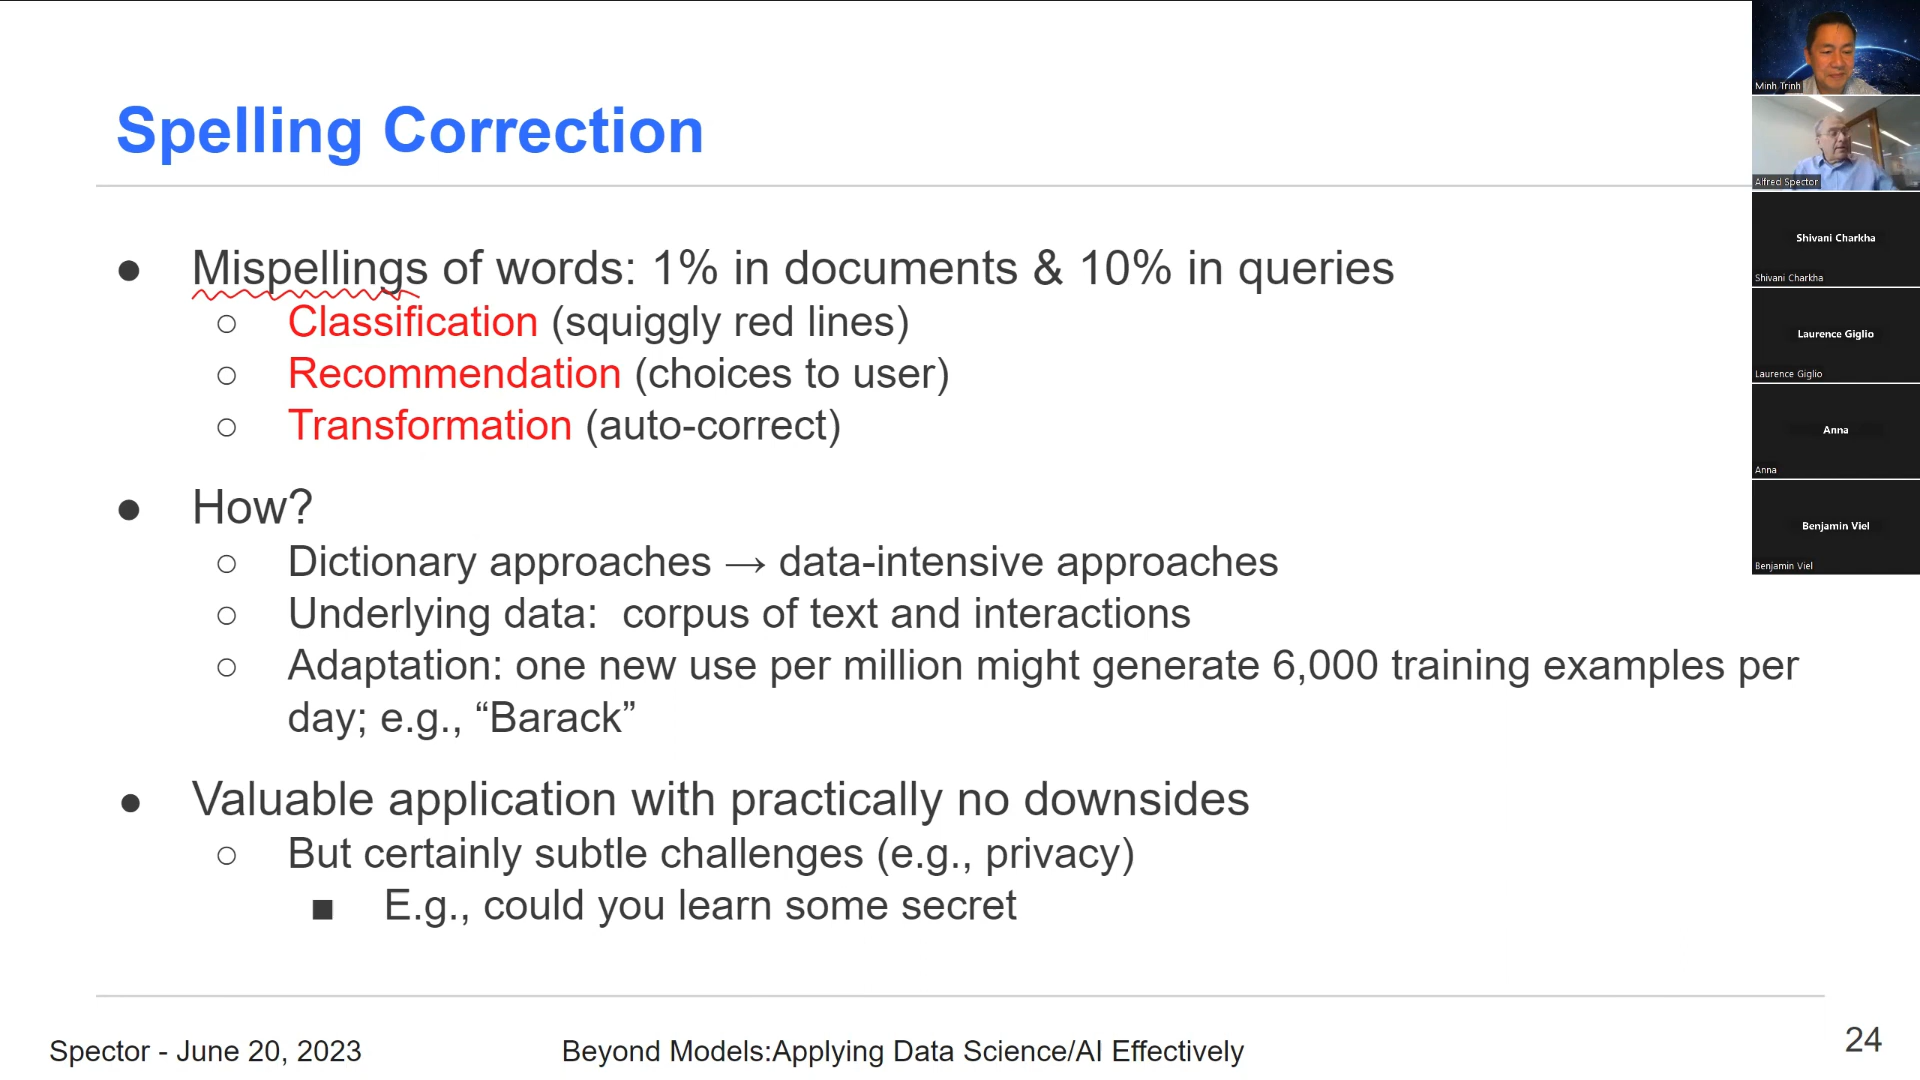 Spelling Correction
● Mispellings of words: 1% in documents & 10% in queries
○ Classification (squiggly red lines)
○ Recommendation (choices to user)
○ Transformation (auto-correct)
● How?
○ Dictionary approaches → data-intensive approaches
○ Underlying data:  corpus of text and interactions
○ Adaptation: one new use per million might generate 6,000 training examples per
day; e.g., “Barack”
● Valuable application with practically no downsides
○ But certainly subtle challenges (e.g., privacy)
■ E.g., could you learn some secret
Spector - June 20, 2023
Beyond Models:Applying Data Science/AI Effectively
24
Minh Trinh
Alfred Spector
Shivani Charkha
Shivani Charkha
Laurence Giglio
Laurence Giglio
Anna
Anna
Benjamin Viel
Benjamin Viel